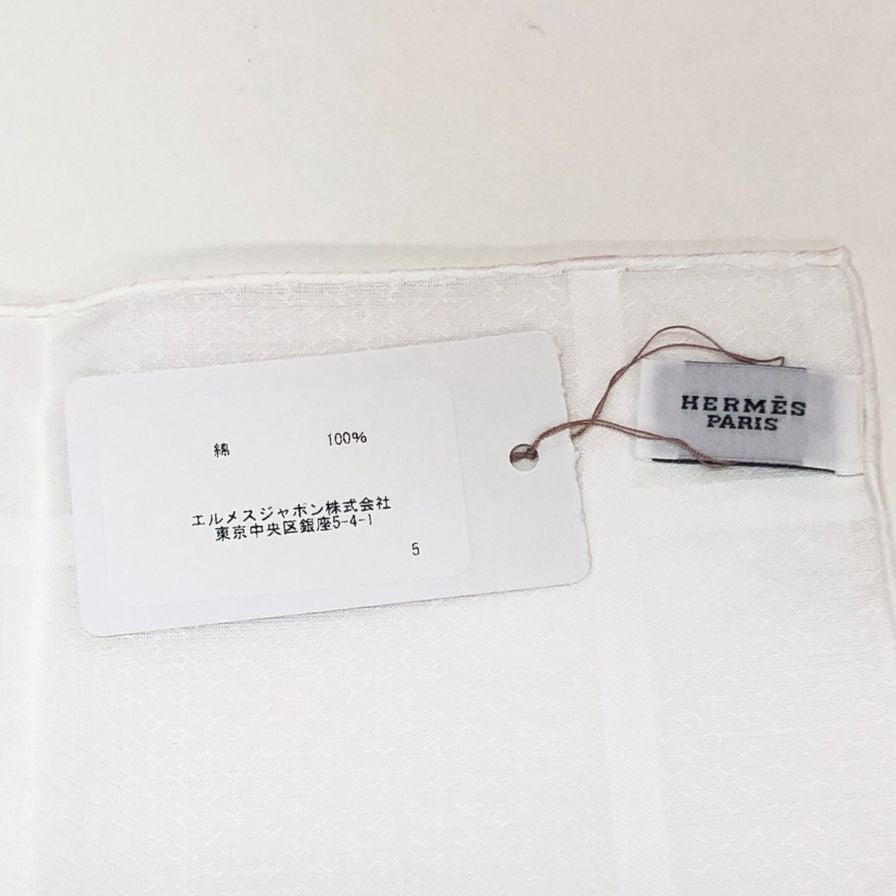 綿 100%
エルメスジャポン株式会社
東京中央区銀座5-4-1
5
HERMÈS
PARIS